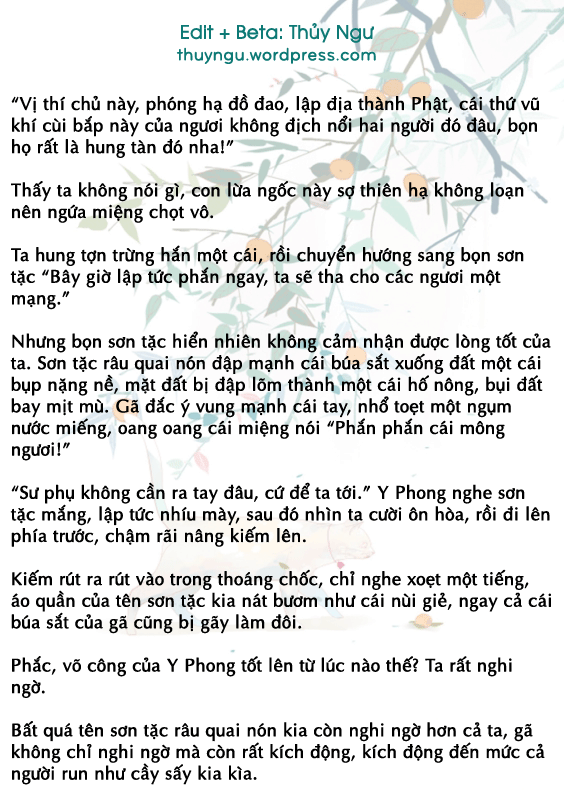 Edit + Beta: Thủy Ngư
thuyngu.wordpress.com
“Vị thí chủ này, phóng hạ đồ đao, lập địa thành Phật, cái thứ vũ
khí cùi bắp này của ngươi không địch nổi hai người đó đâu, bọn
họ rất là hung tàn đó nha!”
Thấy ta không nói gì, con lừa ngốc này sợ thiên hạ không loạn
nên ngứa miệng chọt vô.
Ta hung tợn trừng hắn một cái, rồi chuyển hướng sang bọn sơn
tặc “Bây giờ lập tức phắn ngay, ta sẽ tha cho các ngươi một
mạng.”
Nhưng bọn sơn tặc hiển nhiên không cảm nhận được lòng tốt của
ta. Sơn tặc râu quai nón đập mạnh cái búa sắt xuống đất một cái
bụp nặng nề, mặt đất bị đập lõm thành một cái hố nông, bụi đất
bay mịt mù. Gã đắc ý vung mạnh cái tay, nhổ toẹt một ngụm
nước miếng, oang oang cái miệng nói “Phắn phắn cái mông
ngươi!”
“Sư phụ không cần ra tay đâu, cứ để ta tới.” Y Phong nghe sơn
tặc mắng, lập tức nhíu mày, sau đó nhìn ta cười ôn hòa, rồi đi lên
phía trước, chậm rãi nâng kiếm lên.
Kiếm rút ra rút vào trong thoáng chốc, chỉ nghe xoẹt một tiếng,
áo quần của tên sơn tặc kia nát bươm như cái nùi giẻ, ngay cả cái
búa sắt của gã cũng bị gãy làm đôi.
Phắc, võ công của Y Phong tốt lên từ lúc nào thế? Ta rất nghi
ngờ.
Bất quá tên sơn tặc râu quai nón kia còn nghi ngờ hơn cả ta, gã
không chỉ nghi ngờ mà còn rất kích động, kích động đến mức cả
người run như cầy sấy kia kìa.